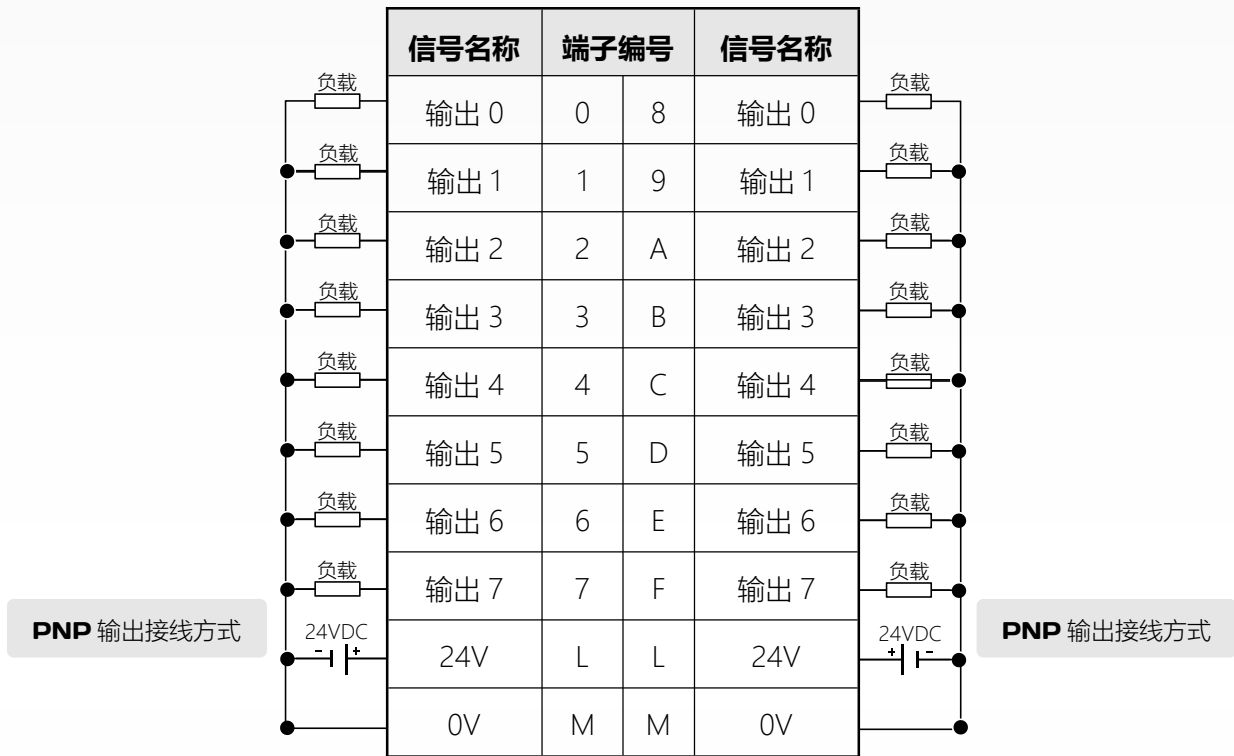 信号名称 端子编号 信号名称
负载 输出 0 0 8 输出 0 负载
负载 输出 1 1 9 输出 1 负载
负载 输出 2 2 A 输出 2 负载
负载 输出 3 3 B 输出 3 负载
负载 输出 4 4 C 输出 4 负载
负载 输出 5 5 D 输出 5 负载
负载 输出 6 6 E 输出 6 负载
负载 输出 7 7 F 输出 7 负载
PNP 输出接线方式
24VDC
- +
24V L L 24V
24VDC
+ -
PNP 输出接线方式
0V M M 0V